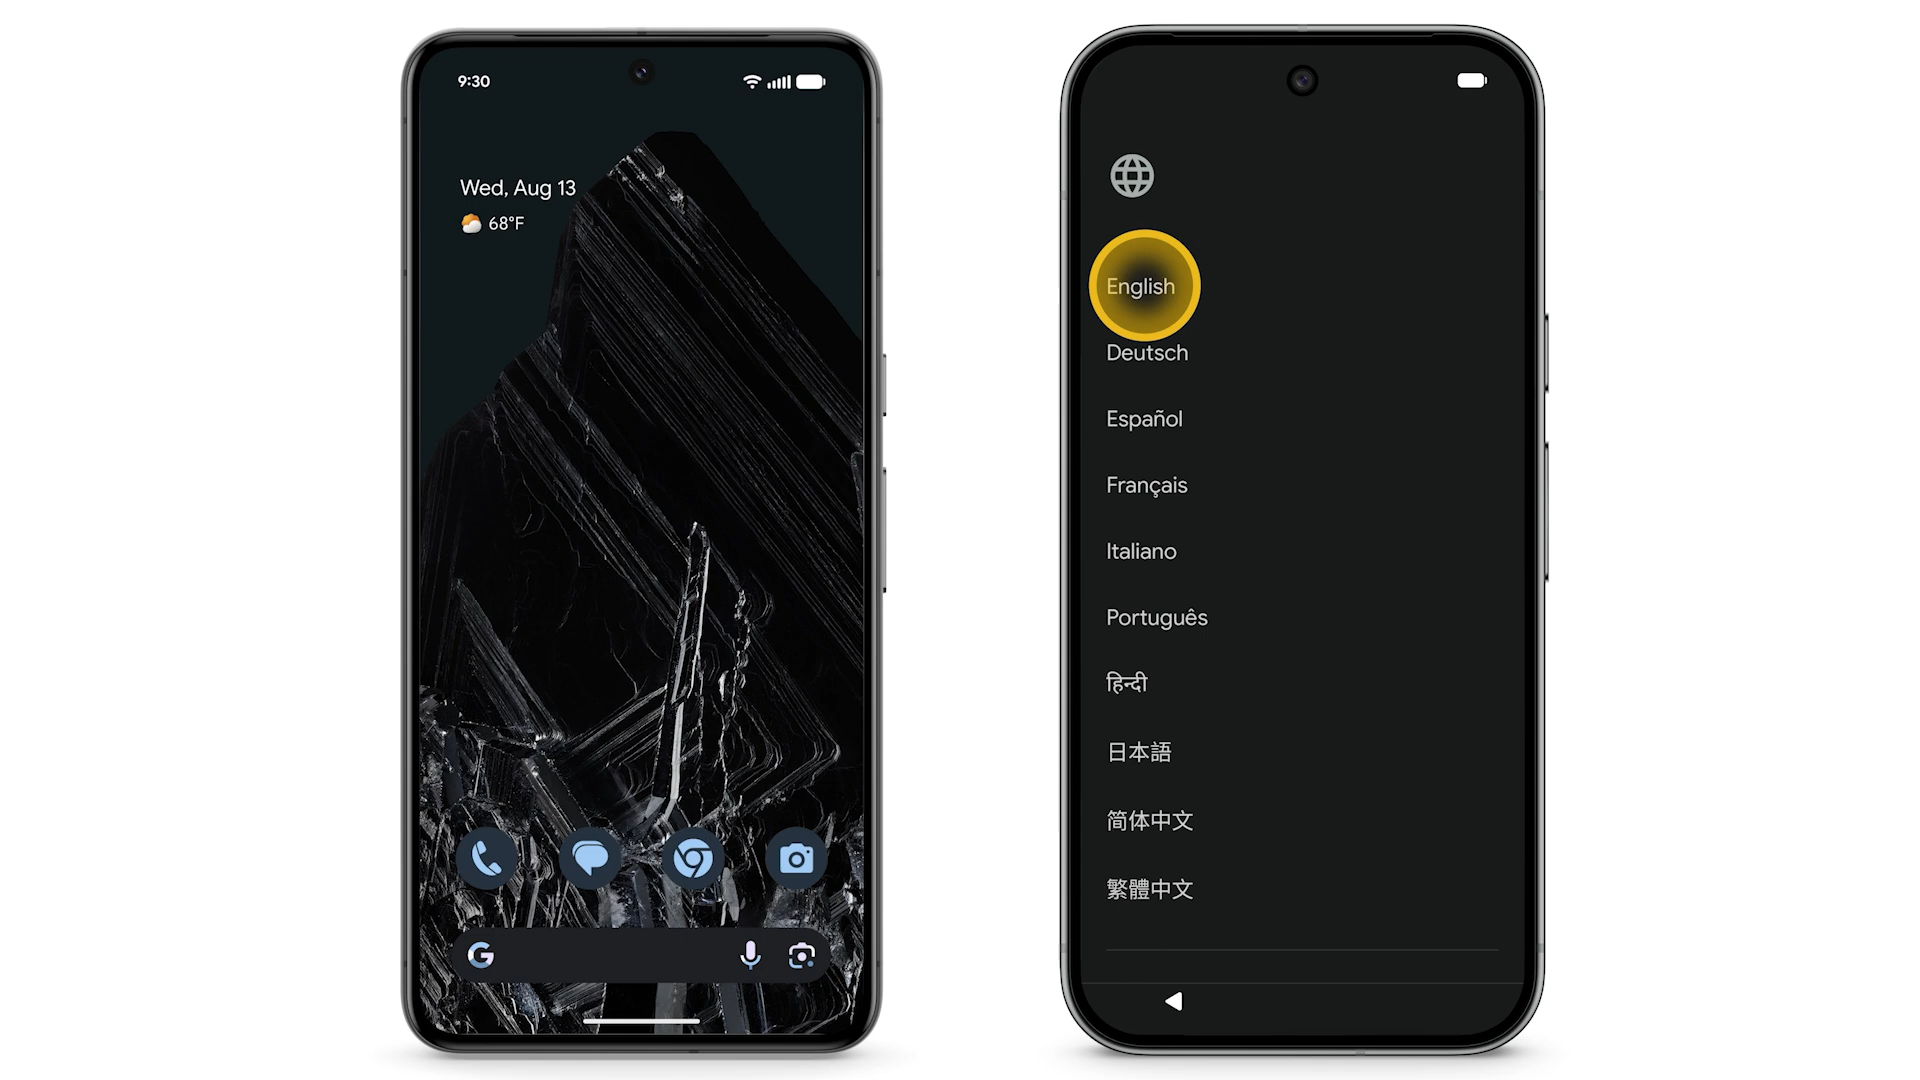 9:30
Wed, Aug 13
68°F
G
English
Deutsch
Español
Français
Italiano
Português
हिन्दी
日本語
简体中文
繁體中文